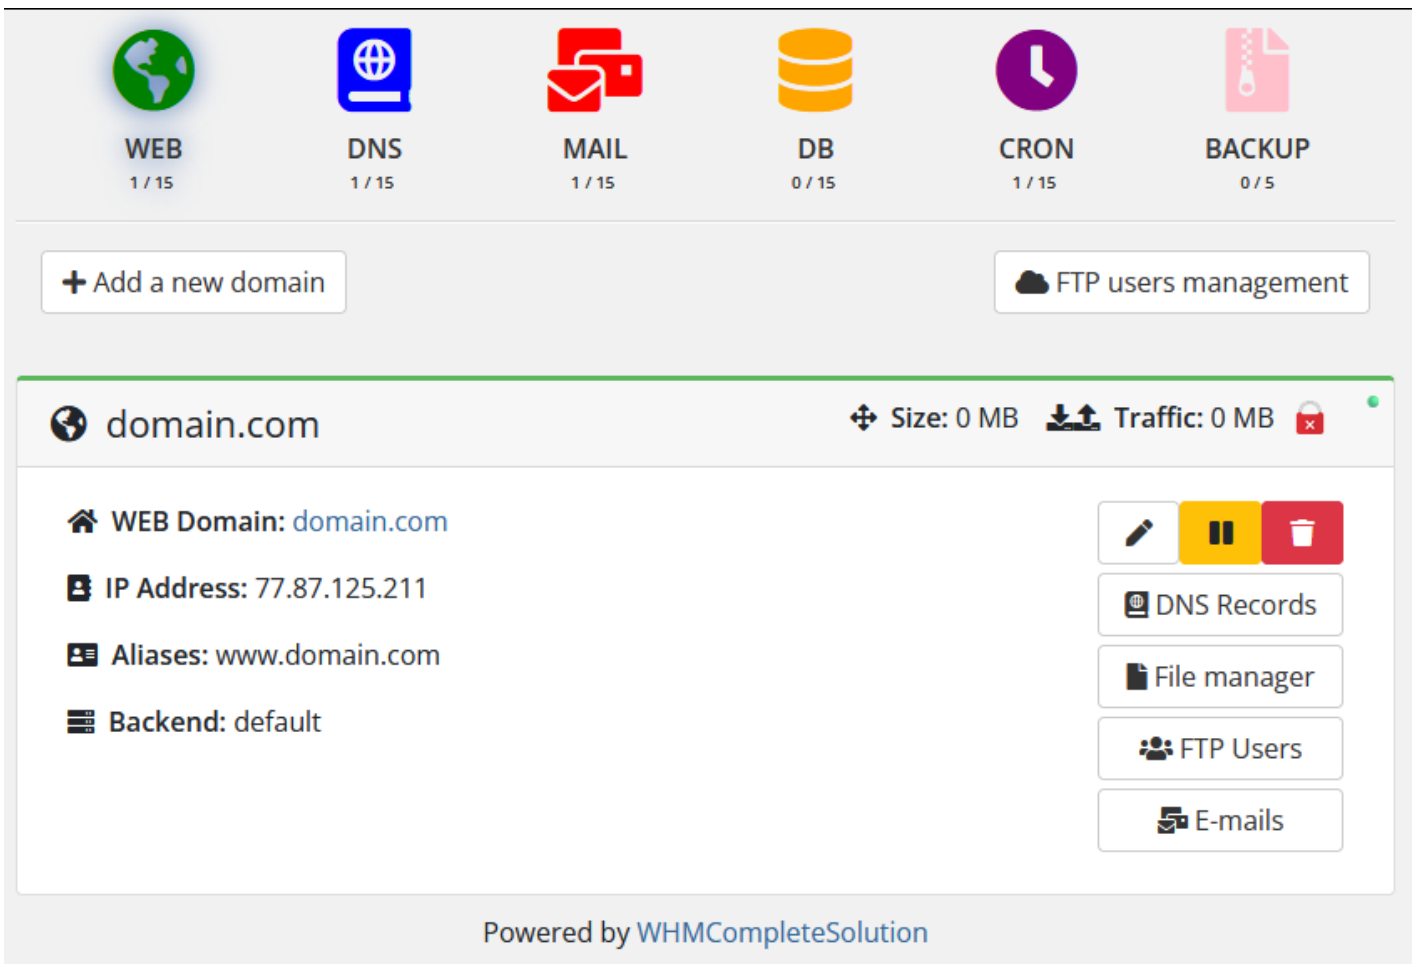 WEB DNS MAIL DB CRON BACKUP
1 / 15 1 / 15 1 / 15 0 / 15 1 / 15 0 / 5
Add a new domain FTP users management
domain.com Size: 0 MB Traffic: 0 MB
WEB Domain: domain.com
IP Address: 77.87.125.211
Aliases: www.domain.com
Backend: default
DNS Records
File manager
FTP Users
E-mails
Powered by WHMCompleteSolution